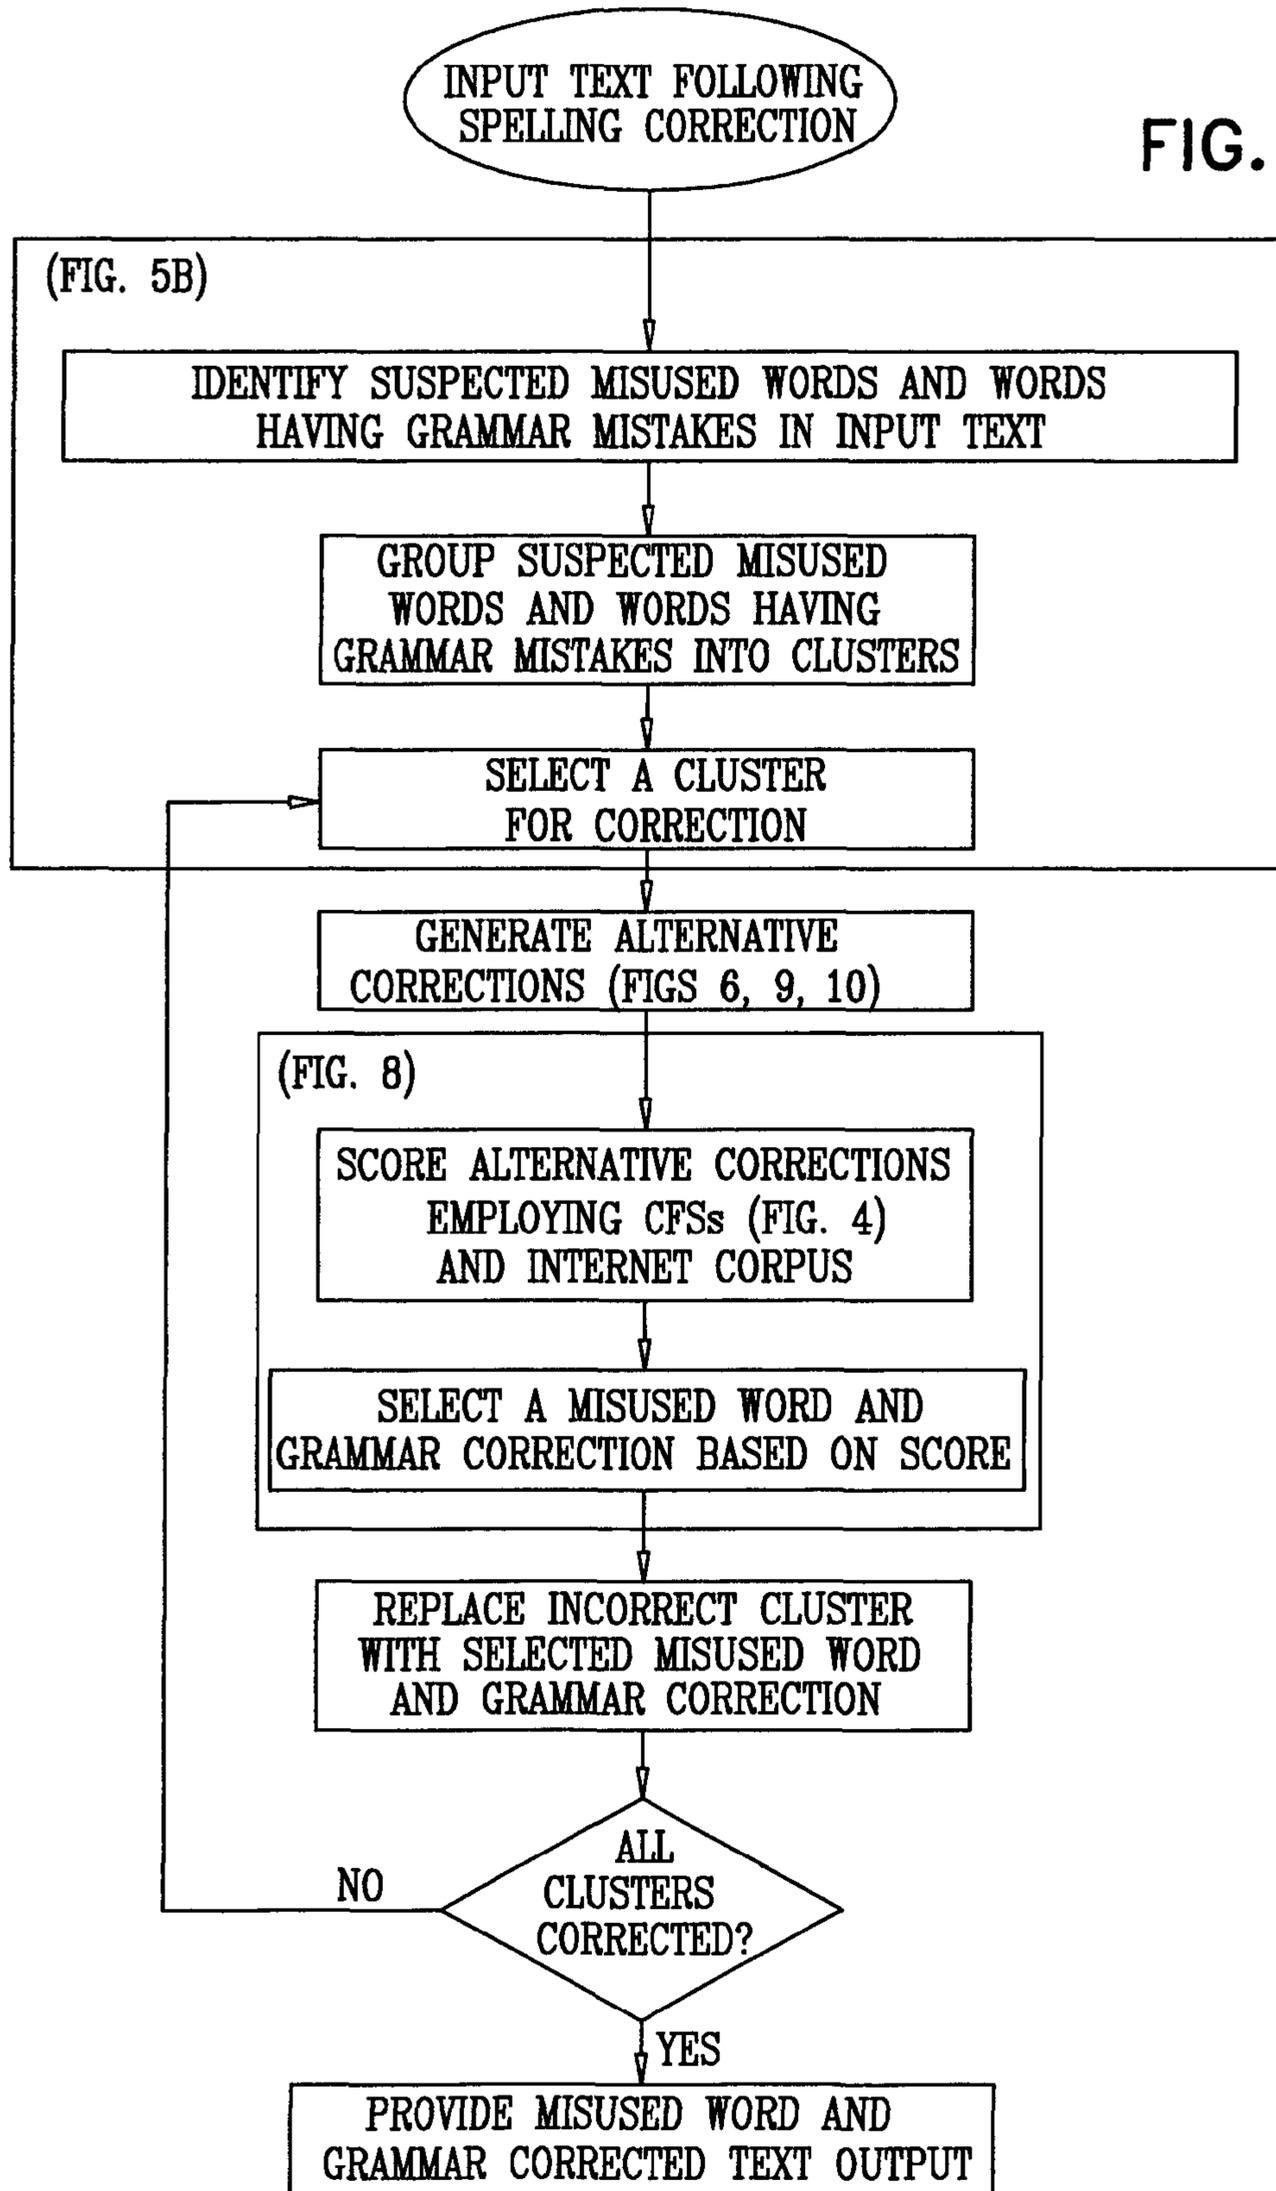 INPUT TEXT FOLLOWING
SPELLING CORRECTION
FIG.
(FIG. 5B)
IDENTIFY SUSPECTED MISUSED WORDS AND WORDS
HAVING GRAMMAR MISTAKES IN INPUT TEXT
GROUP SUSPECTED MISUSED
WORDS AND WORDS HAVING
GRAMMAR MISTAKES INTO CLUSTERS
SELECT A CLUSTER
FOR CORRECTION
GENERATE ALTERNATIVE
CORRECTIONS (FIGS 6, 9, 10)
(FIG. 8)
SCORE ALTERNATIVE CORRECTIONS
EMPLOYING CFSs (FIG. 4)
AND INTERNET CORPUS
SELECT A MISUSED WORD AND
GRAMMAR CORRECTION BASED ON SCORE
REPLACE INCORRECT CLUSTER
WITH SELECTED MISUSED WORD
AND GRAMMAR CORRECTION
ALL
CLUSTERS
CORRECTED?
NO
YES
PROVIDE MISUSED WORD AND
GRAMMAR CORRECTED TEXT OUTPUT